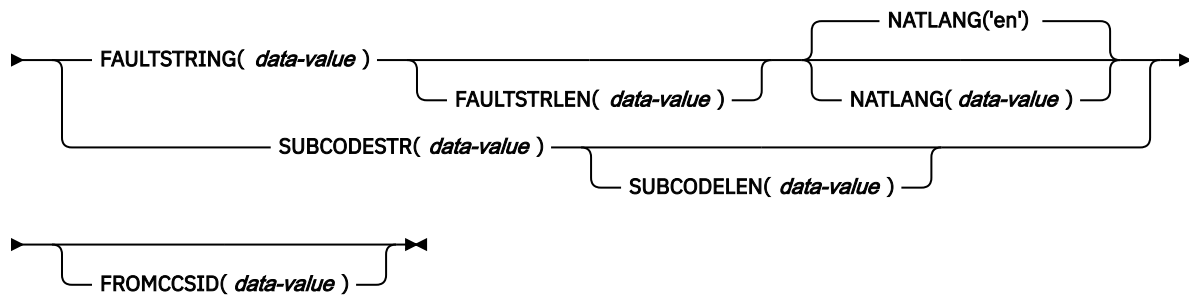 NATLANG('en')
FAULTSTRING( data-value )
FAULTSTRLEN( data-value )
NATLANG( data-value )
SUBCODESTR( data-value )
SUBCODELEN( data-value )
FROMCCSID( data-value )